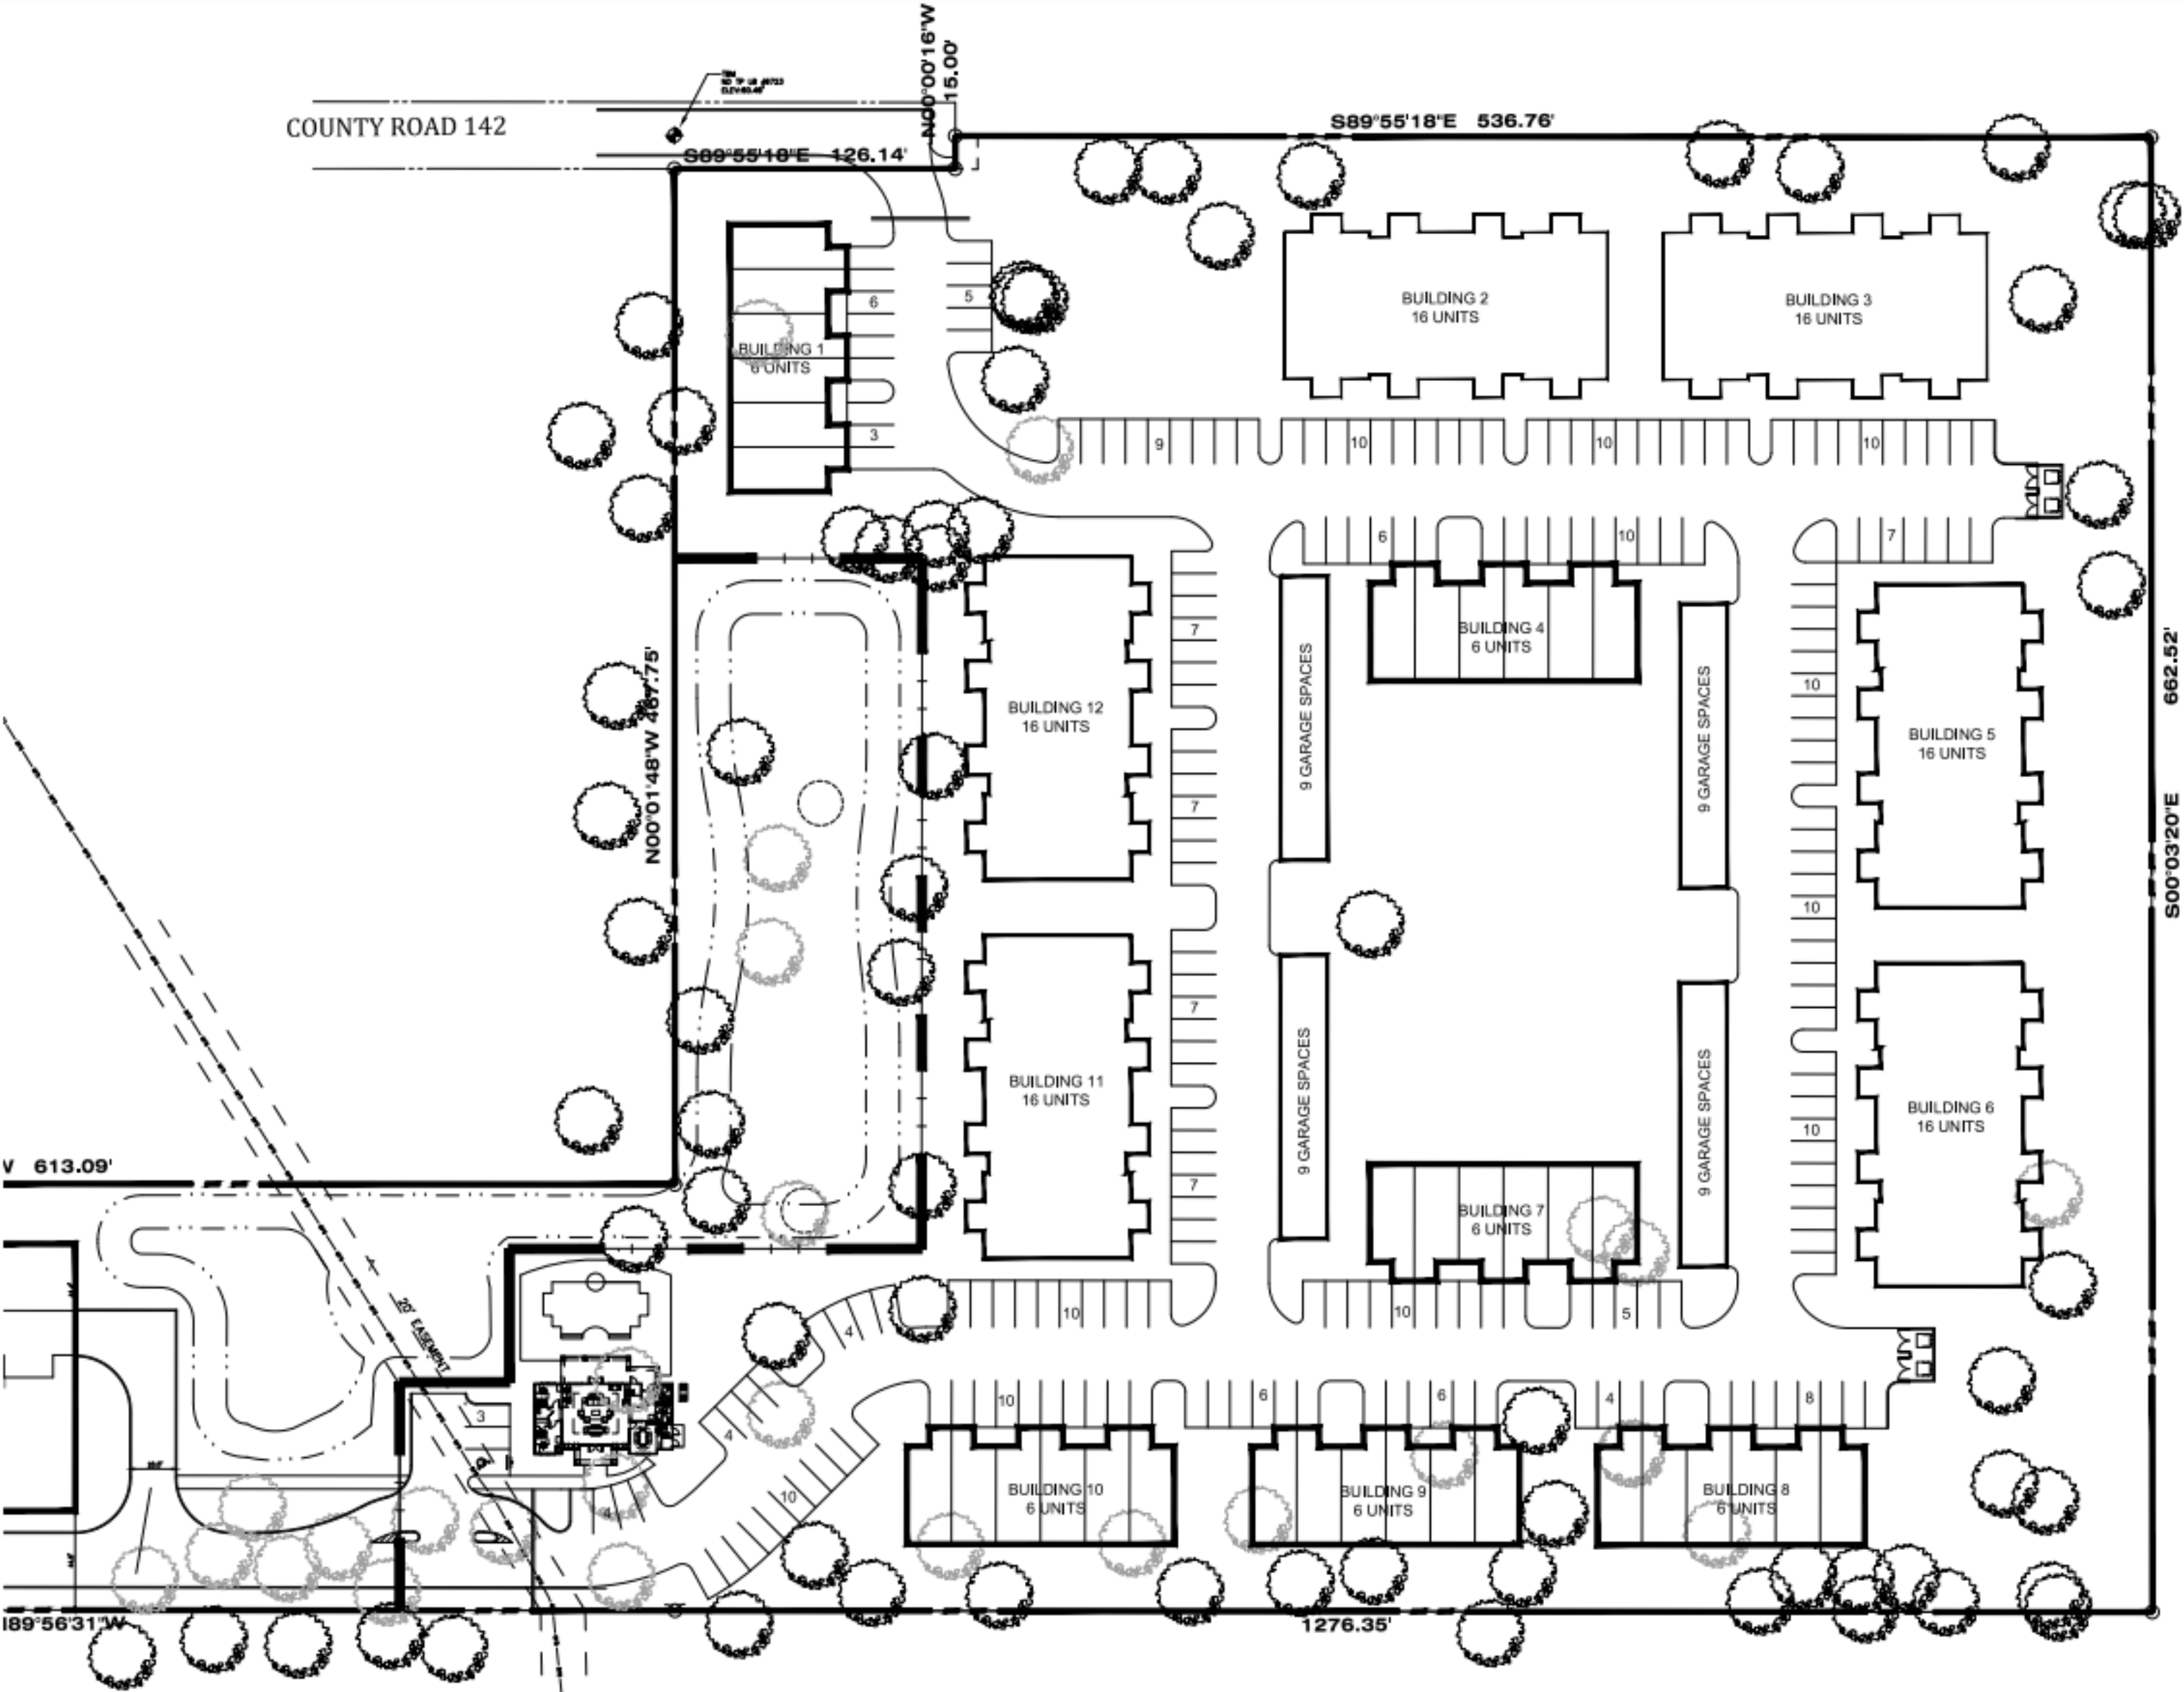 N00°00'16"W
15.00'
TBM
COUNTY ROAD 142
S89°55'18"E 536.76'
S89°55'18"E 126.14'
6
5
BUILDING 1
6 UNITS
3
BUILDING 2
16 UNITS
BUILDING 3
16 UNITS
9
10
10
10
6
10
7
BUILDING 4
6 UNITS
7
9 GARAGE SPACES
9 GARAGE SPACES
10
BUILDING 12
16 UNITS
BUILDING 5
16 UNITS
N00°01'48"W 467.75'
662.52'
S00°03'20"E
7
10
7
9 GARAGE SPACES
9 GARAGE SPACES
BUILDING 11
16 UNITS
BUILDING 6
16 UNITS
10
7
613.09'
BUILDING 7
6 UNITS
20' EASEMENT
4
10
10
5
3
4
4
10
10
6
6
4
8
BUILDING 10
6 UNITS
BUILDING 9
6 UNITS
BUILDING 8
6 UNITS
89°56'31"W
1276.35'